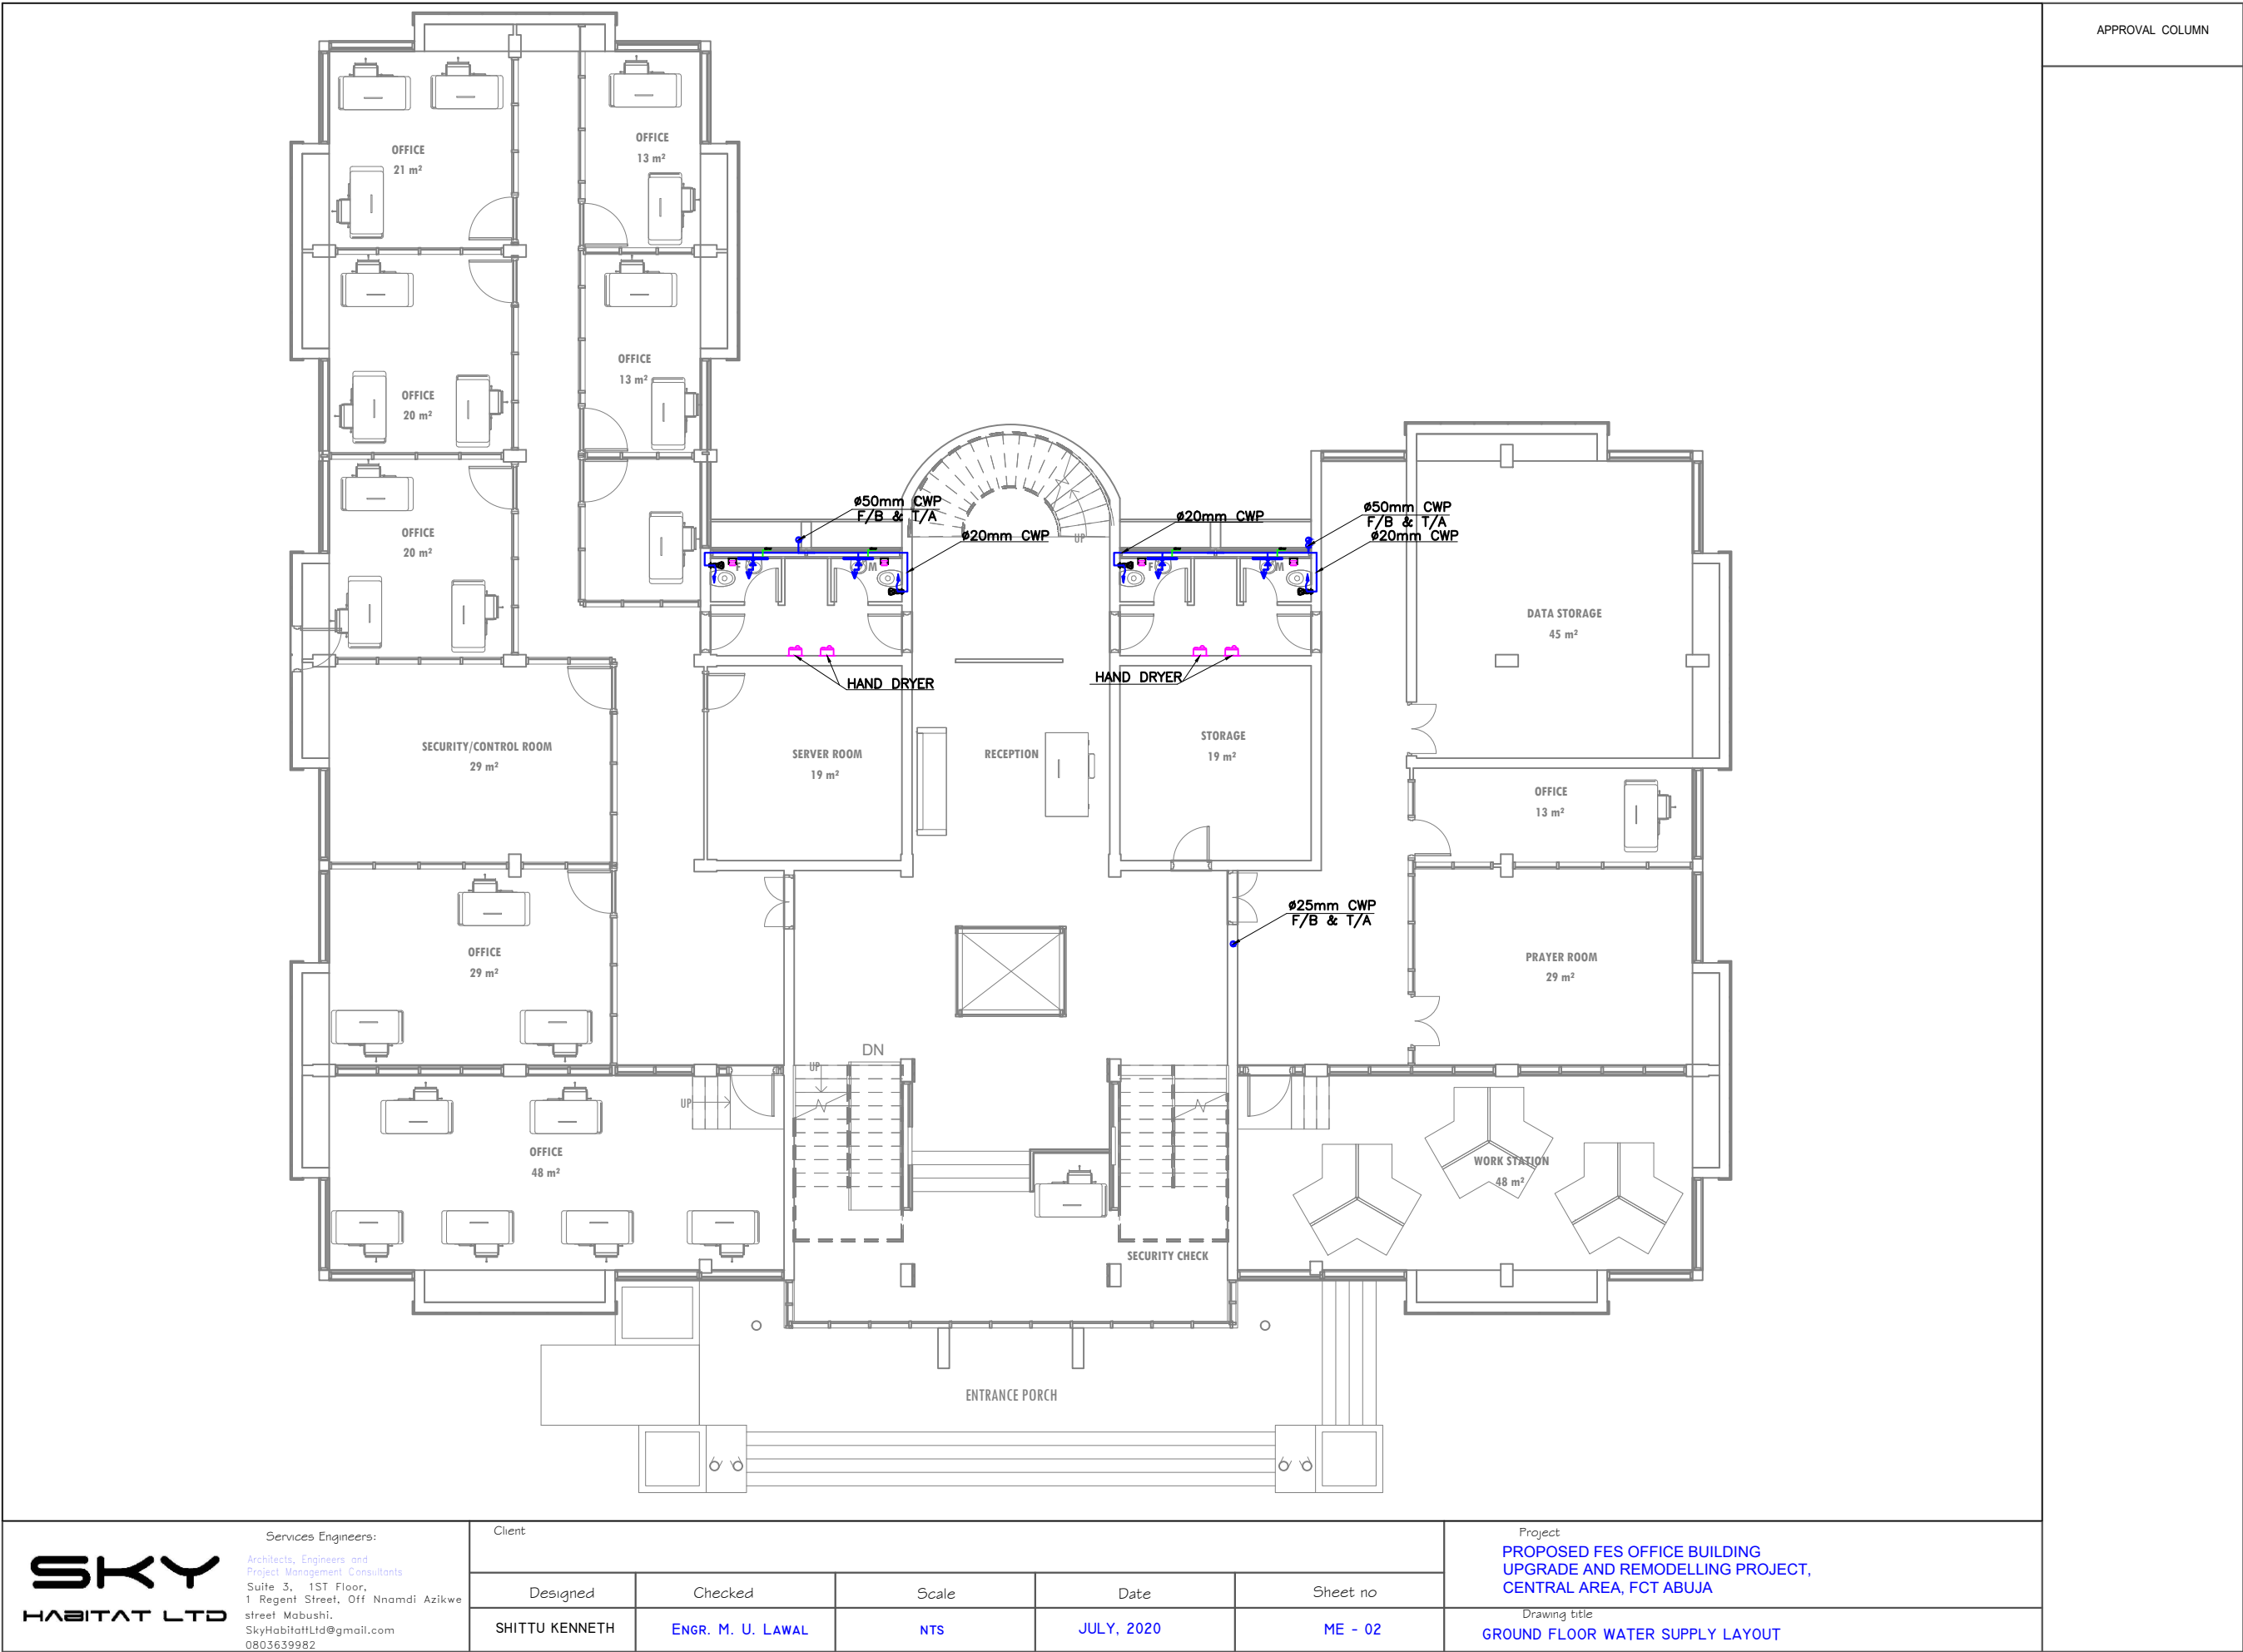 APPROVAL COLUMN
OFFICE
21 m²
OFFICE
13 m²
OFFICE
13 m²
OFFICE
20 m²
OFFICE
20 m²
ø50mm CWP
F/B & T/A
ø20mm CWP
UP
ø20mm CWP
ø50mm CWP
F/B & T/A
ø20mm CWP
F
M
F
M
HAND DRYER
HAND DRYER
DATA STORAGE
45 m²
SECURITY/CONTROL ROOM
29 m²
SERVER ROOM
19 m²
RECEPTION
STORAGE
19 m²
OFFICE
13 m²
ø25mm CWP
F/B & T/A
OFFICE
29 m²
PRAYER ROOM
29 m²
DN
UP
UP
OFFICE
48 m²
WORK STATION
48 m²
SECURITY CHECK
ENTRANCE PORCH
SKY
HABITAT LTD
Services Engineers:
Architects, Engineers and
Project Management Consultants
Suite 3, 1ST Floor,
1 Regent Street, Off Nnamdi Azikwe
street Mabushi.
SkyHabitattLtd@gmail.com
0803639982
Client
Designed
Checked
Scale
Date
Sheet no
SHITTU KENNETH
ENGR. M. U. LAWAL
NTS
JULY, 2020
ME - 02
Project
PROPOSED FES OFFICE BUILDING
UPGRADE AND REMODELLING PROJECT,
CENTRAL AREA, FCT ABUJA
Drawing title
GROUND FLOOR WATER SUPPLY LAYOUT